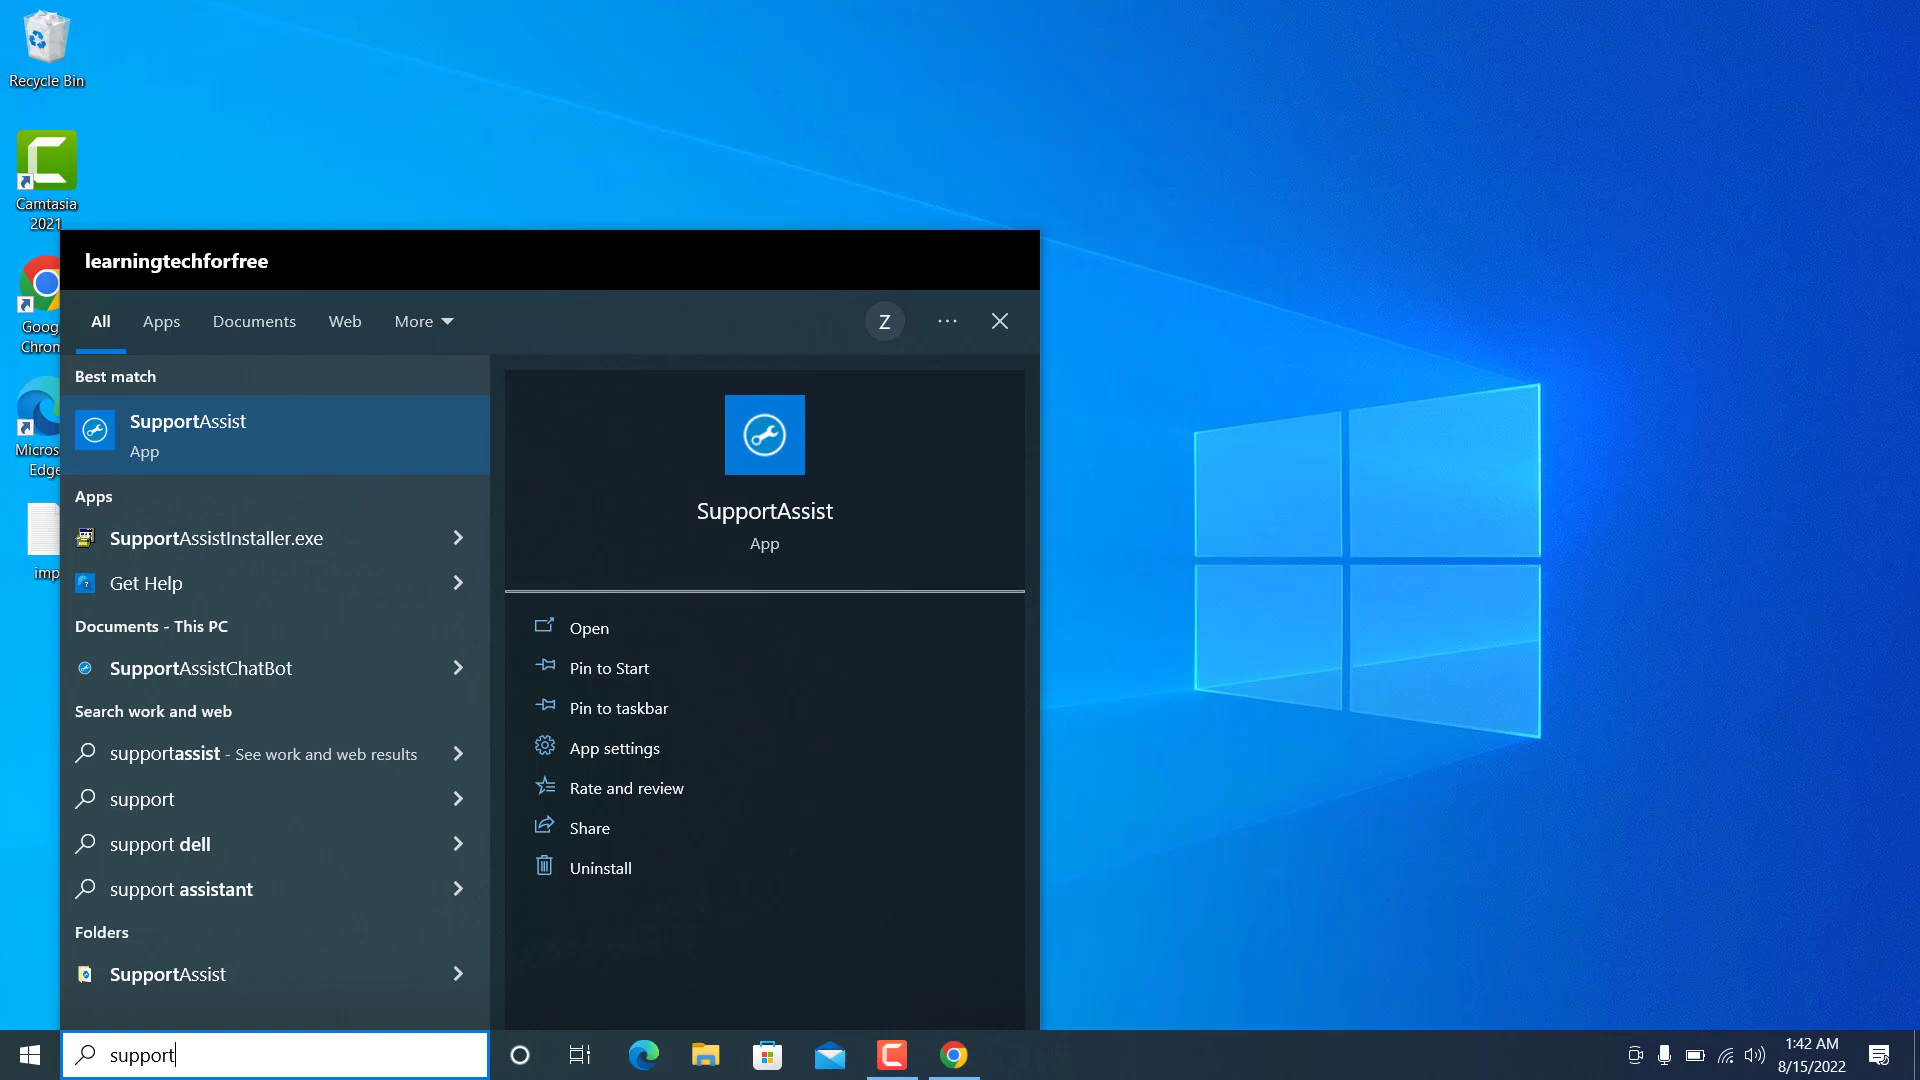 Recycle Bin
Camtasia
2021
Goog
Chrom
Micros
Edge
imp
learningtechforfree
All Apps Documents Web More
Z ...
Best match
SupportAssist
App
Apps
SupportAssistInstaller.exe
Get Help
Documents - This PC
SupportAssistChatBot
Search work and web
supportassist - See work and web results
support
support dell
support assistant
Folders
SupportAssist
SupportAssist
App
Open
Pin to Start
Pin to taskbar
App settings
Rate and review
Share
Uninstall
support
1:42 AM
8/15/2022